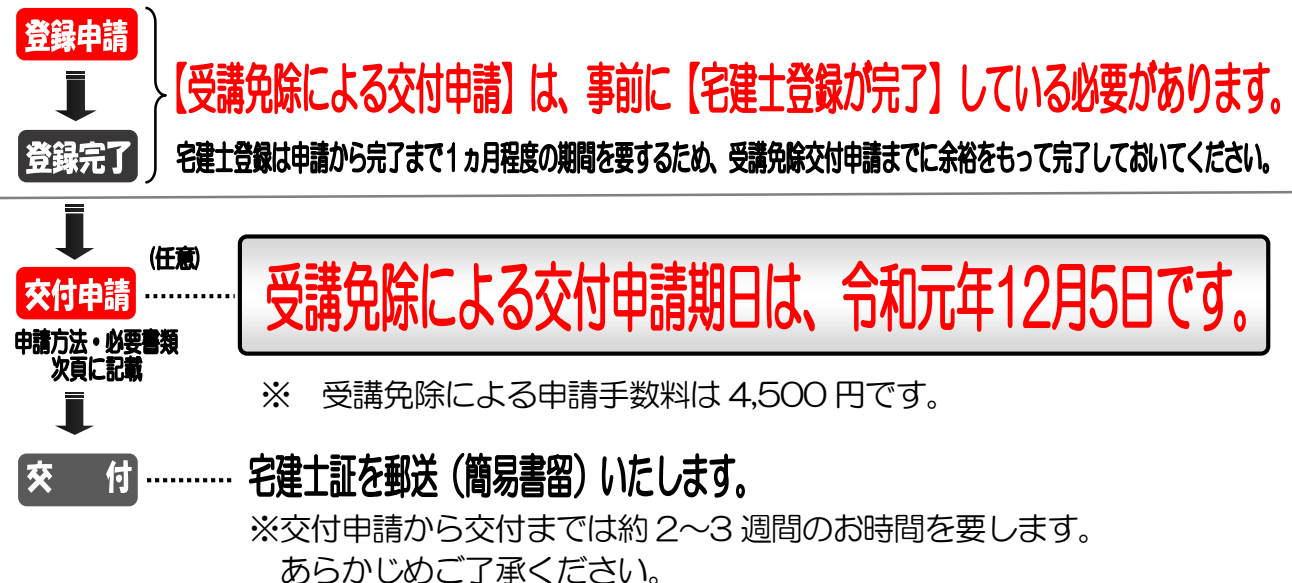 登録申請
【受講免除による交付申請】は、事前に【宅建士登録が完了】している必要があります。
登録完了
宅建士登録は申請から完了まで1ヵ月程度の期間を要するため、受講免除交付申請までに余裕をもって完了しておいてください。
(任意)
交付申請
受講免除による交付申請期日は、令和元年12月5日です。
申請方法・必要書類
次頁に記載
※　受講免除による申請手数料は 4,500 円です。
交　付
宅建士証を郵送（簡易書留）いたします。
※交付申請から交付までは約 2～3 週間のお時間を要します。
あらかじめご了承ください。